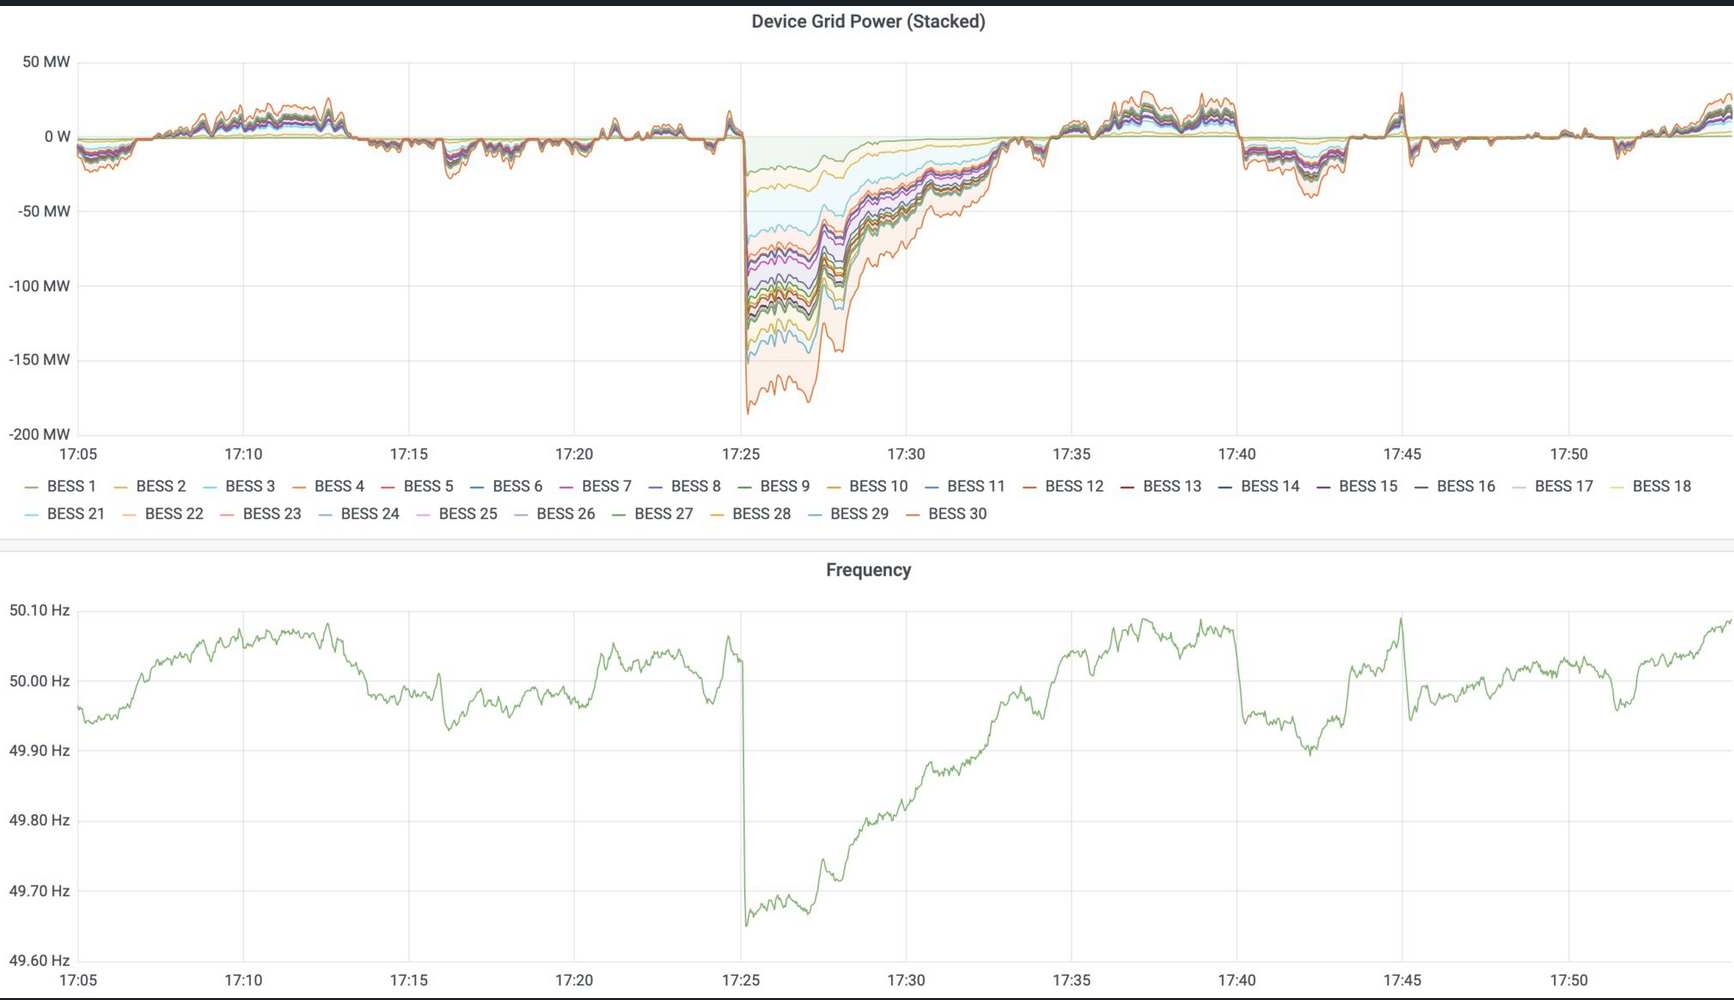 Device Grid Power (Stacked)
50 MW
0 W
-50 MW
-100 MW
-150 MW
-200 MW
17:05 17:10 17:15 17:20 17:25 17:30 17:35 17:40 17:45 17:50
BESS 1 BESS 2 BESS 3 BESS 4 BESS 5 BESS 6 BESS 7 BESS 8 BESS 9 BESS 10 BESS 11 BESS 12 BESS 13 BESS 14 BESS 15 BESS 16 BESS 17 BESS 18
BESS 21 BESS 22 BESS 23 BESS 24 BESS 25 BESS 26 BESS 27 BESS 28 BESS 29 BESS 30
Frequency
50.10 Hz
50.00 Hz
49.90 Hz
49.80 Hz
49.70 Hz
49.60 Hz
17:05 17:10 17:15 17:20 17:25 17:30 17:35 17:40 17:45 17:50